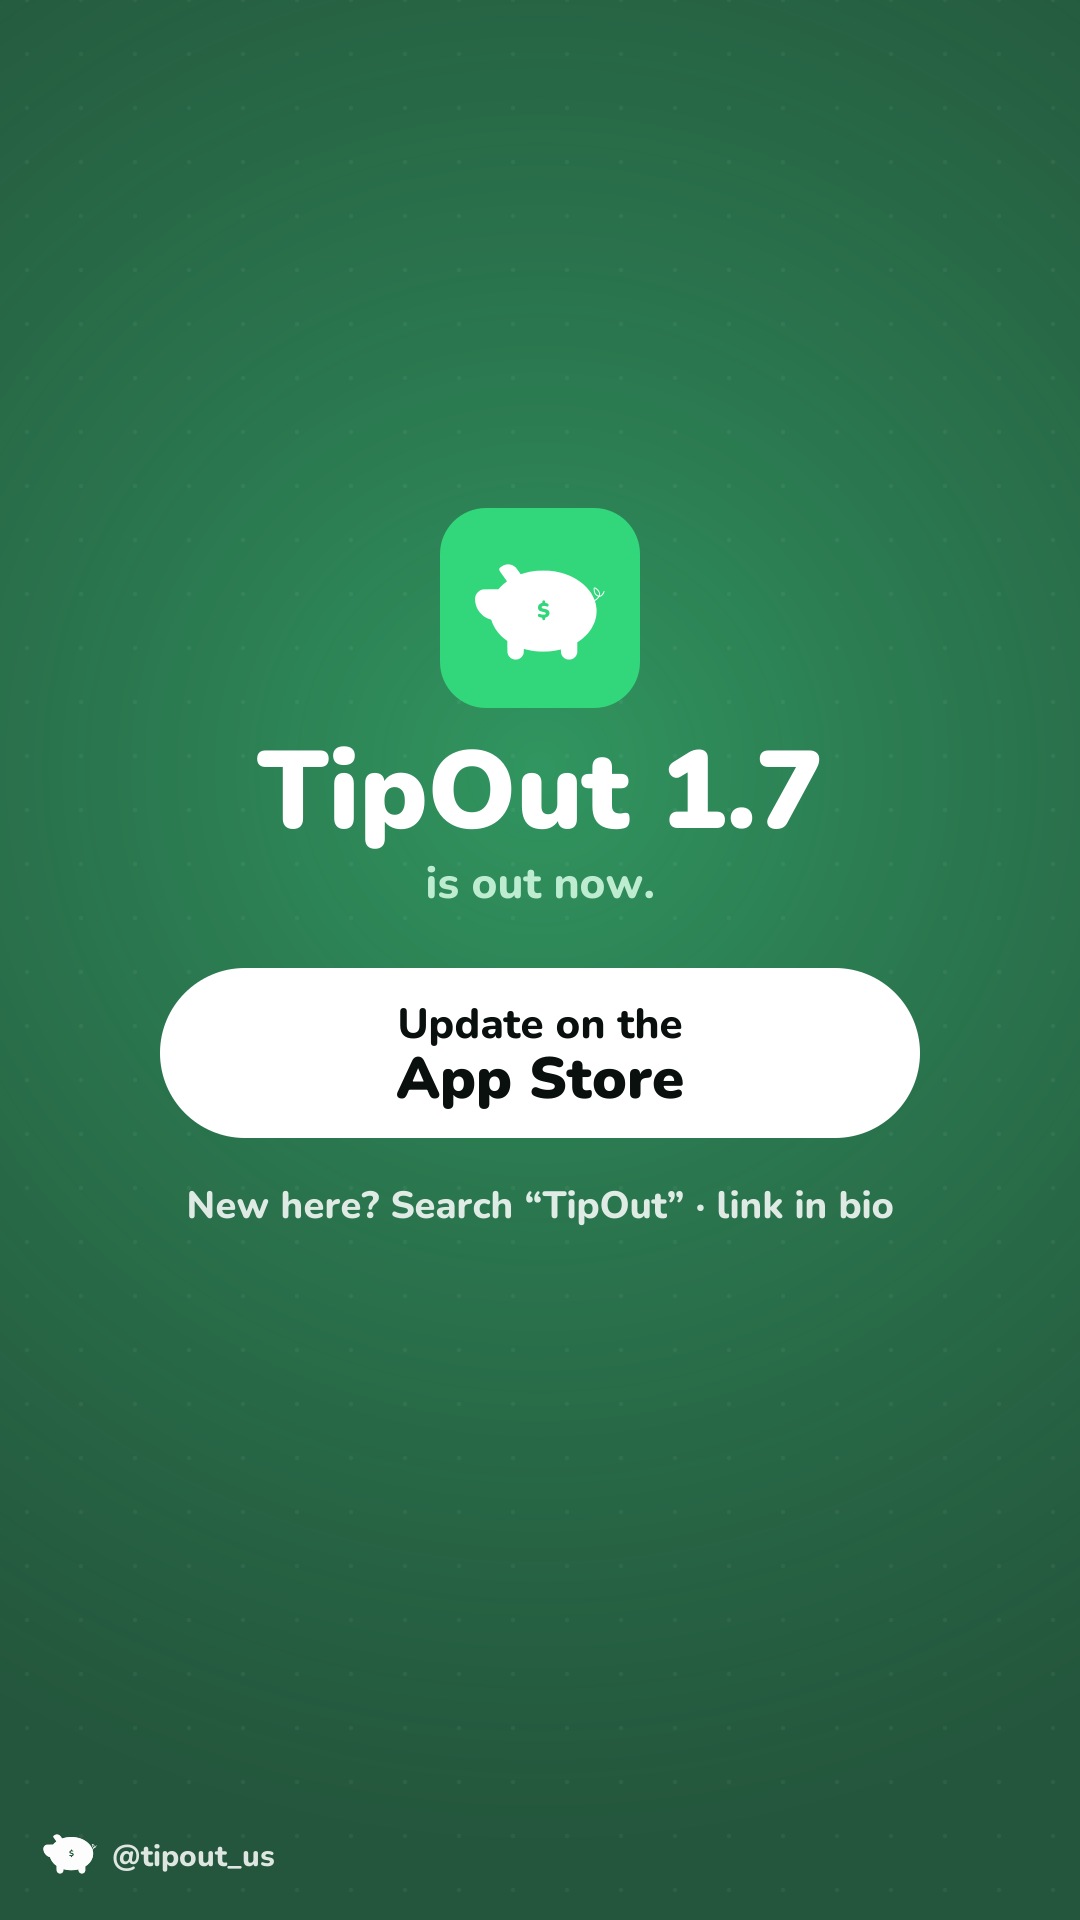 $
TipOut 1.7
is out now.
Update on the
App Store
New here? Search “TipOut” · link in bio
$
@tipout_us